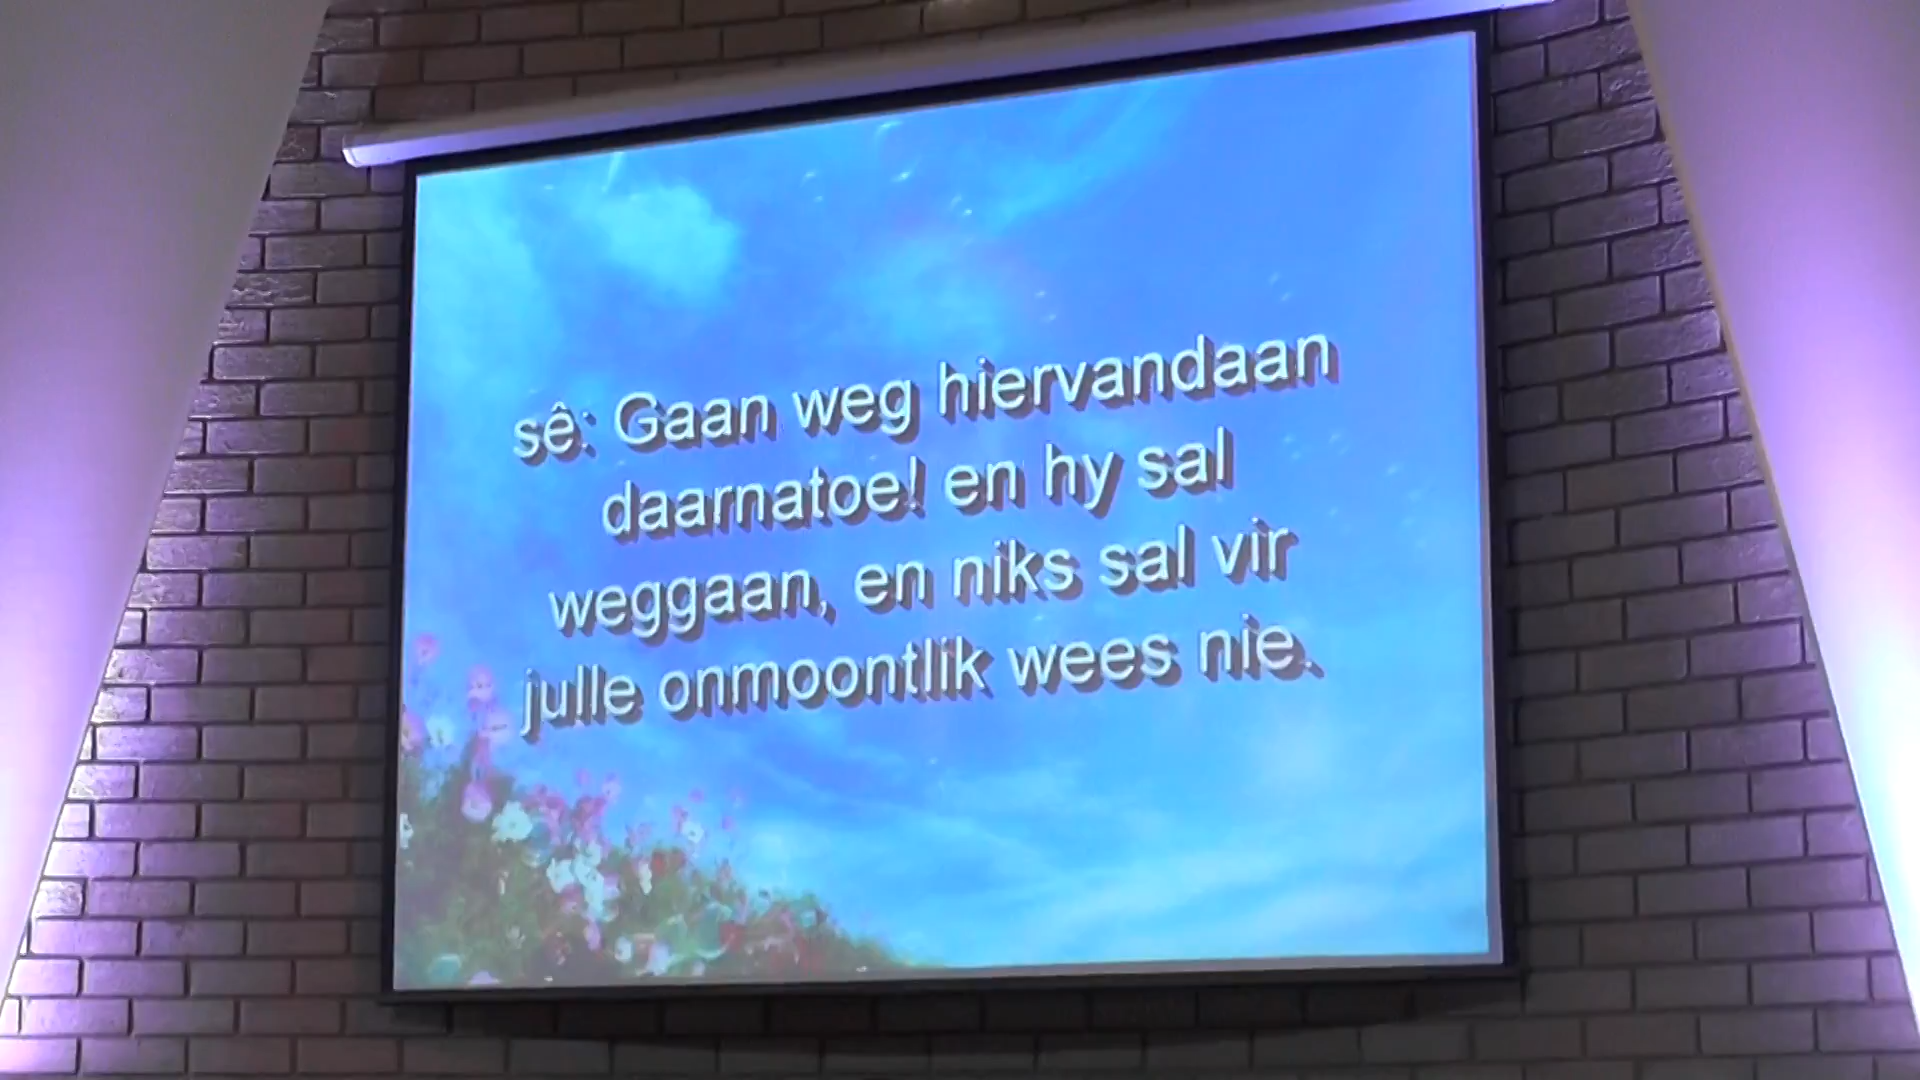 sê: Gaan weg hiervandaan
daarnatoe! en hy sal
weggaan, en niks sal vir
julle onmoontlik wees nie.